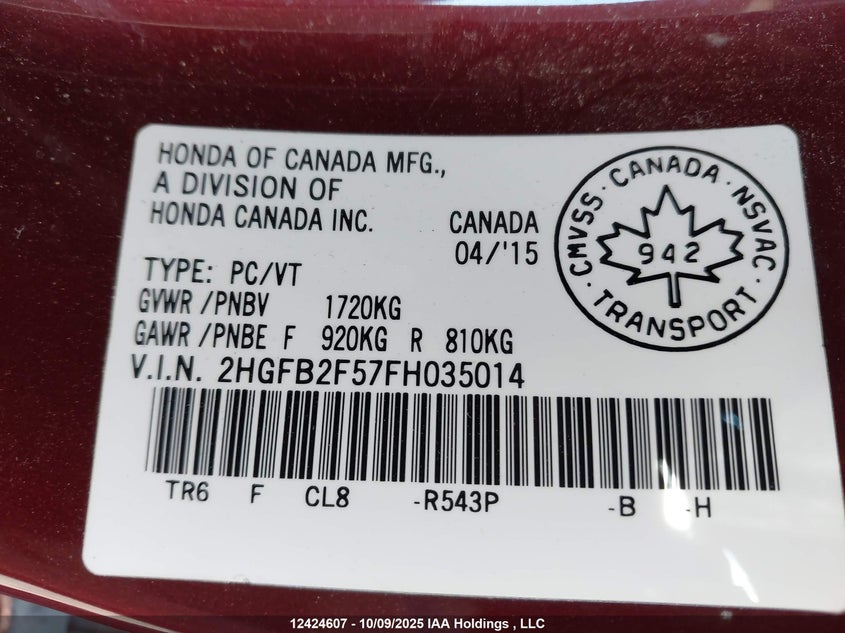 HONDA OF CANADA MFG.,
A DIVISION OF
HONDA CANADA INC. CANADA
04/'15
TYPE: PC/VT
GVWR /PNBV 1720KG
GAWR /PNBE F 920KG R 810KG
V.I.N. 2HGFB2F57FH035014
TR6 F CL8 -R543P -B -H
CMVSS · CANADA · NSVAC
942
· TRANSPORT ·
12424607 - 10/09/2025 IAA Holdings , LLC